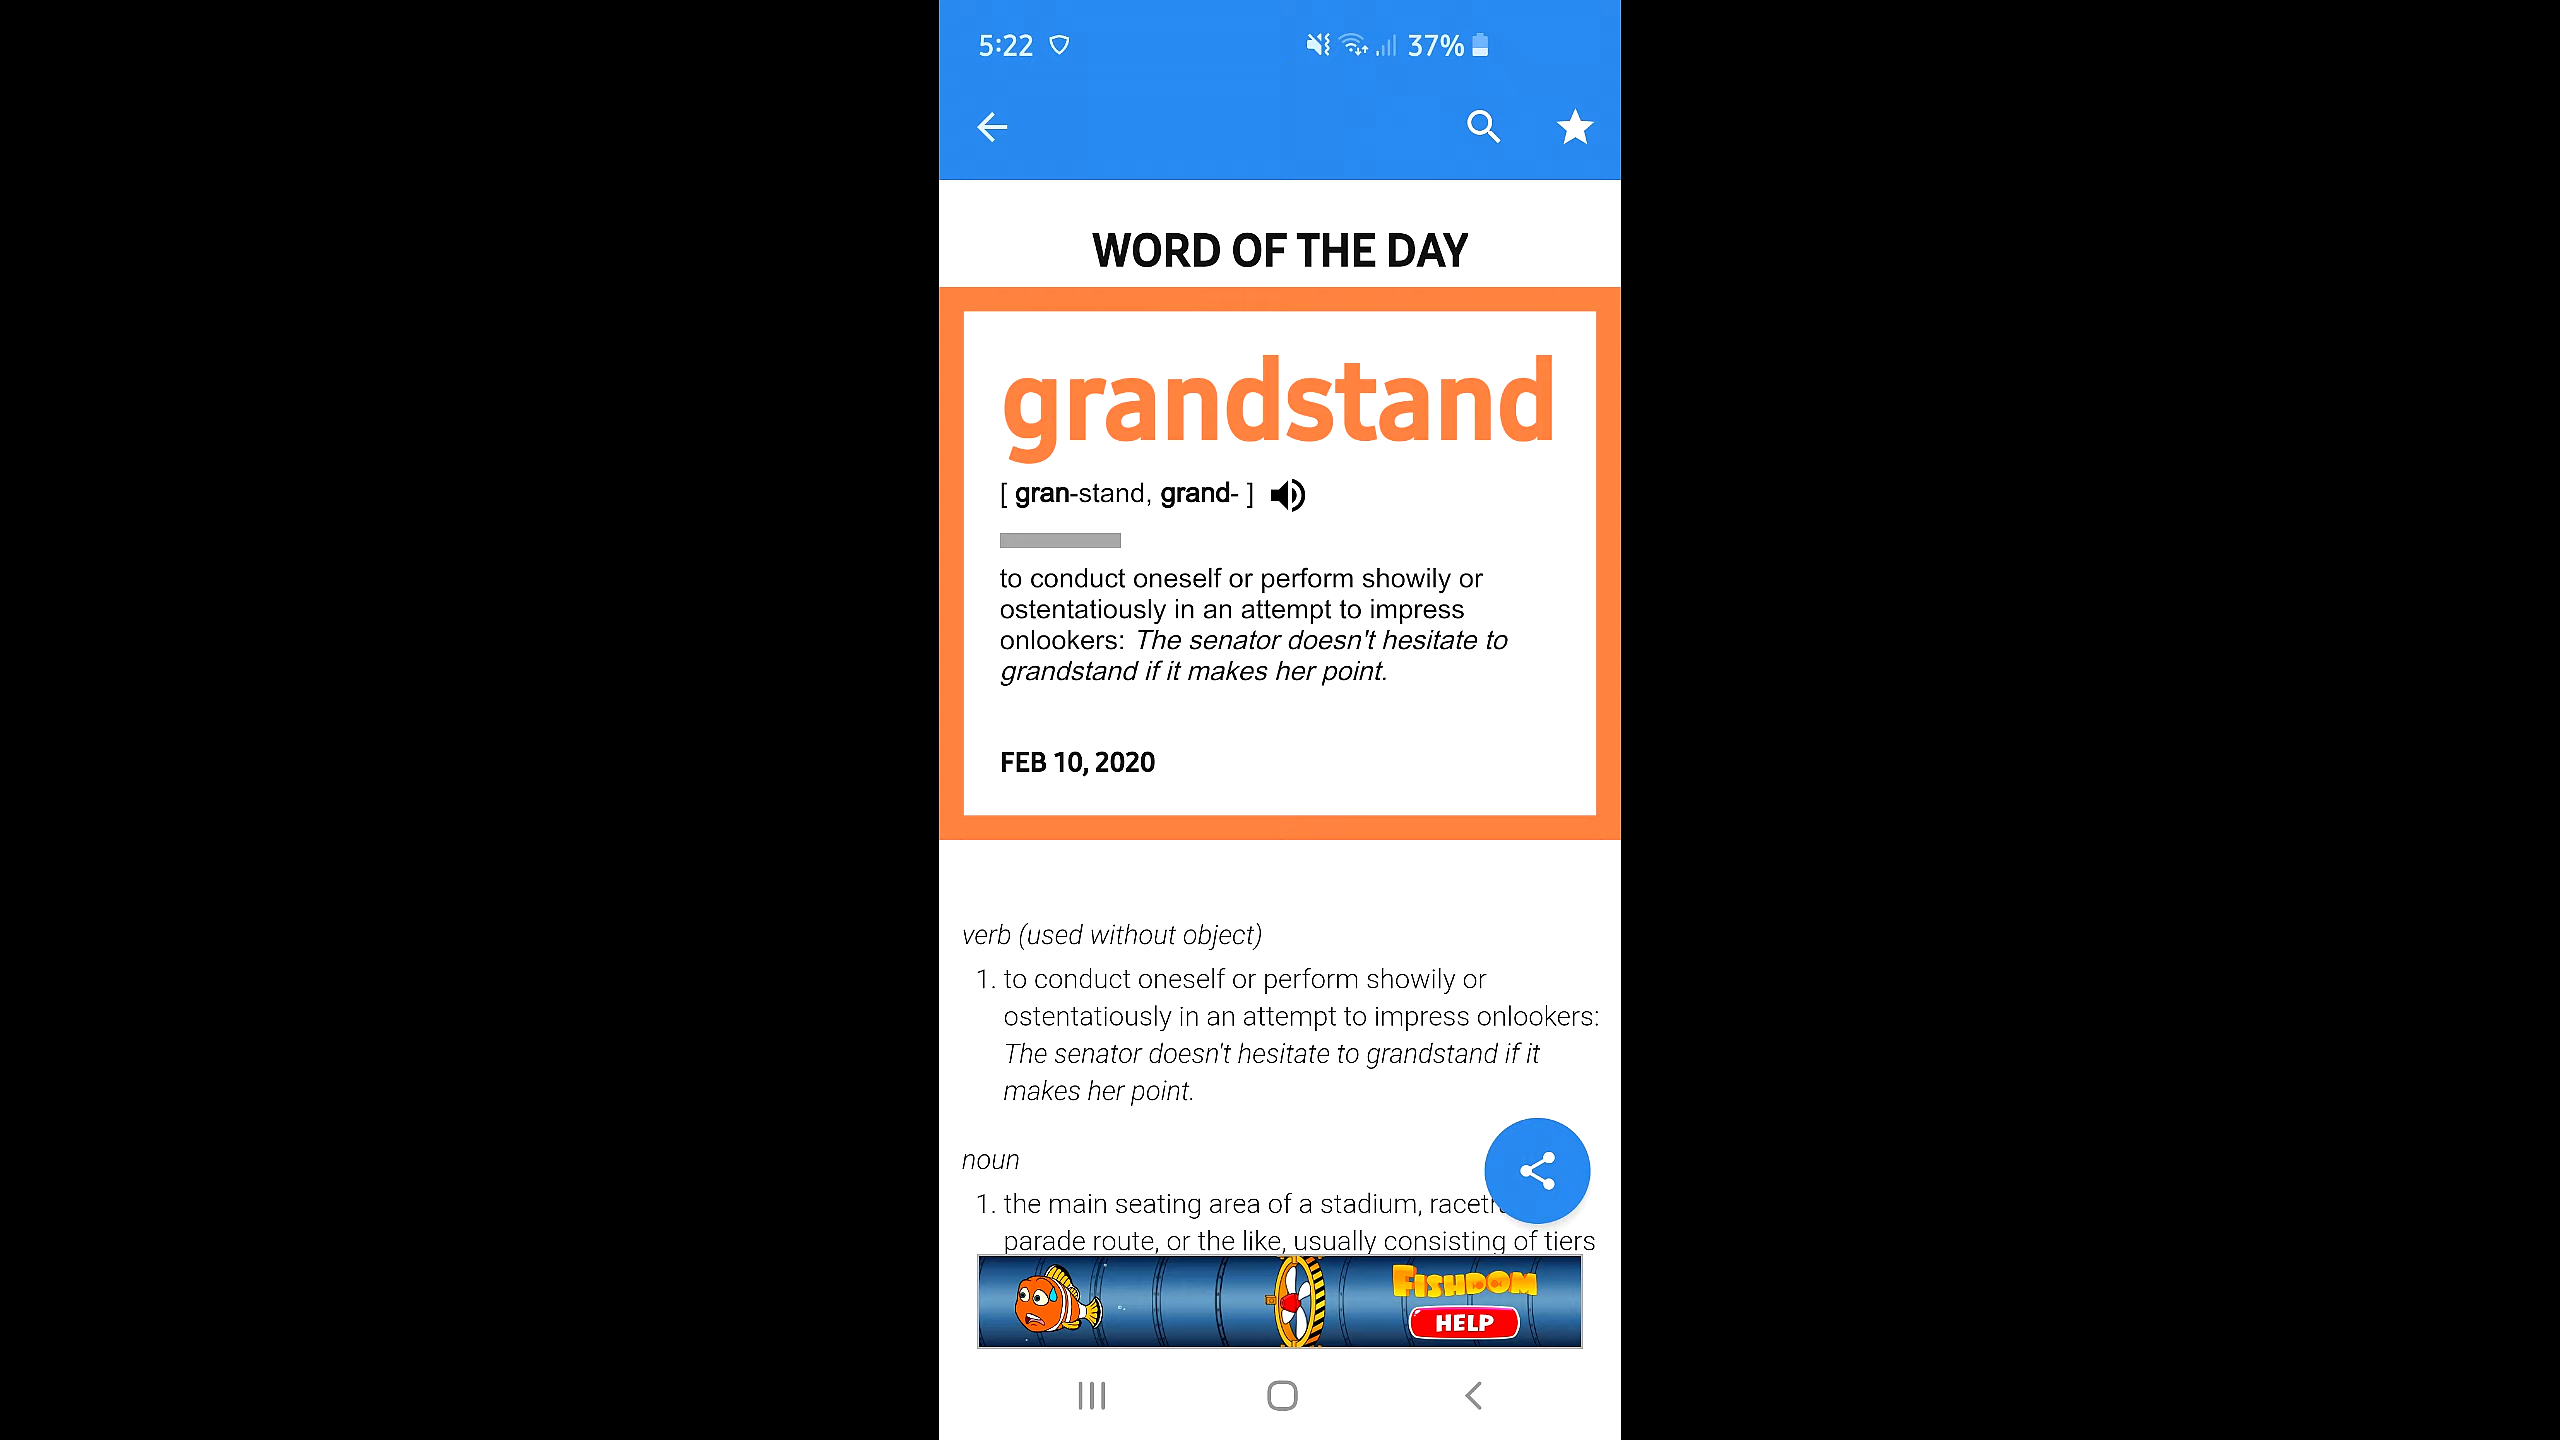 5:22
37%
WORD OF THE DAY
grandstand
[ gran-stand, grand- ]
to conduct oneself or perform showily or
ostentatiously in an attempt to impress
onlookers: The senator doesn't hesitate to
grandstand if it makes her point.
FEB 10, 2020
verb (used without object)
1. to conduct oneself or perform showily or
ostentatiously in an attempt to impress onlookers:
The senator doesn't hesitate to grandstand if it
makes her point.
noun
1. the main seating area of a stadium,
parade route, or the like, usually consisting of tiers
FISHDOM
HELP